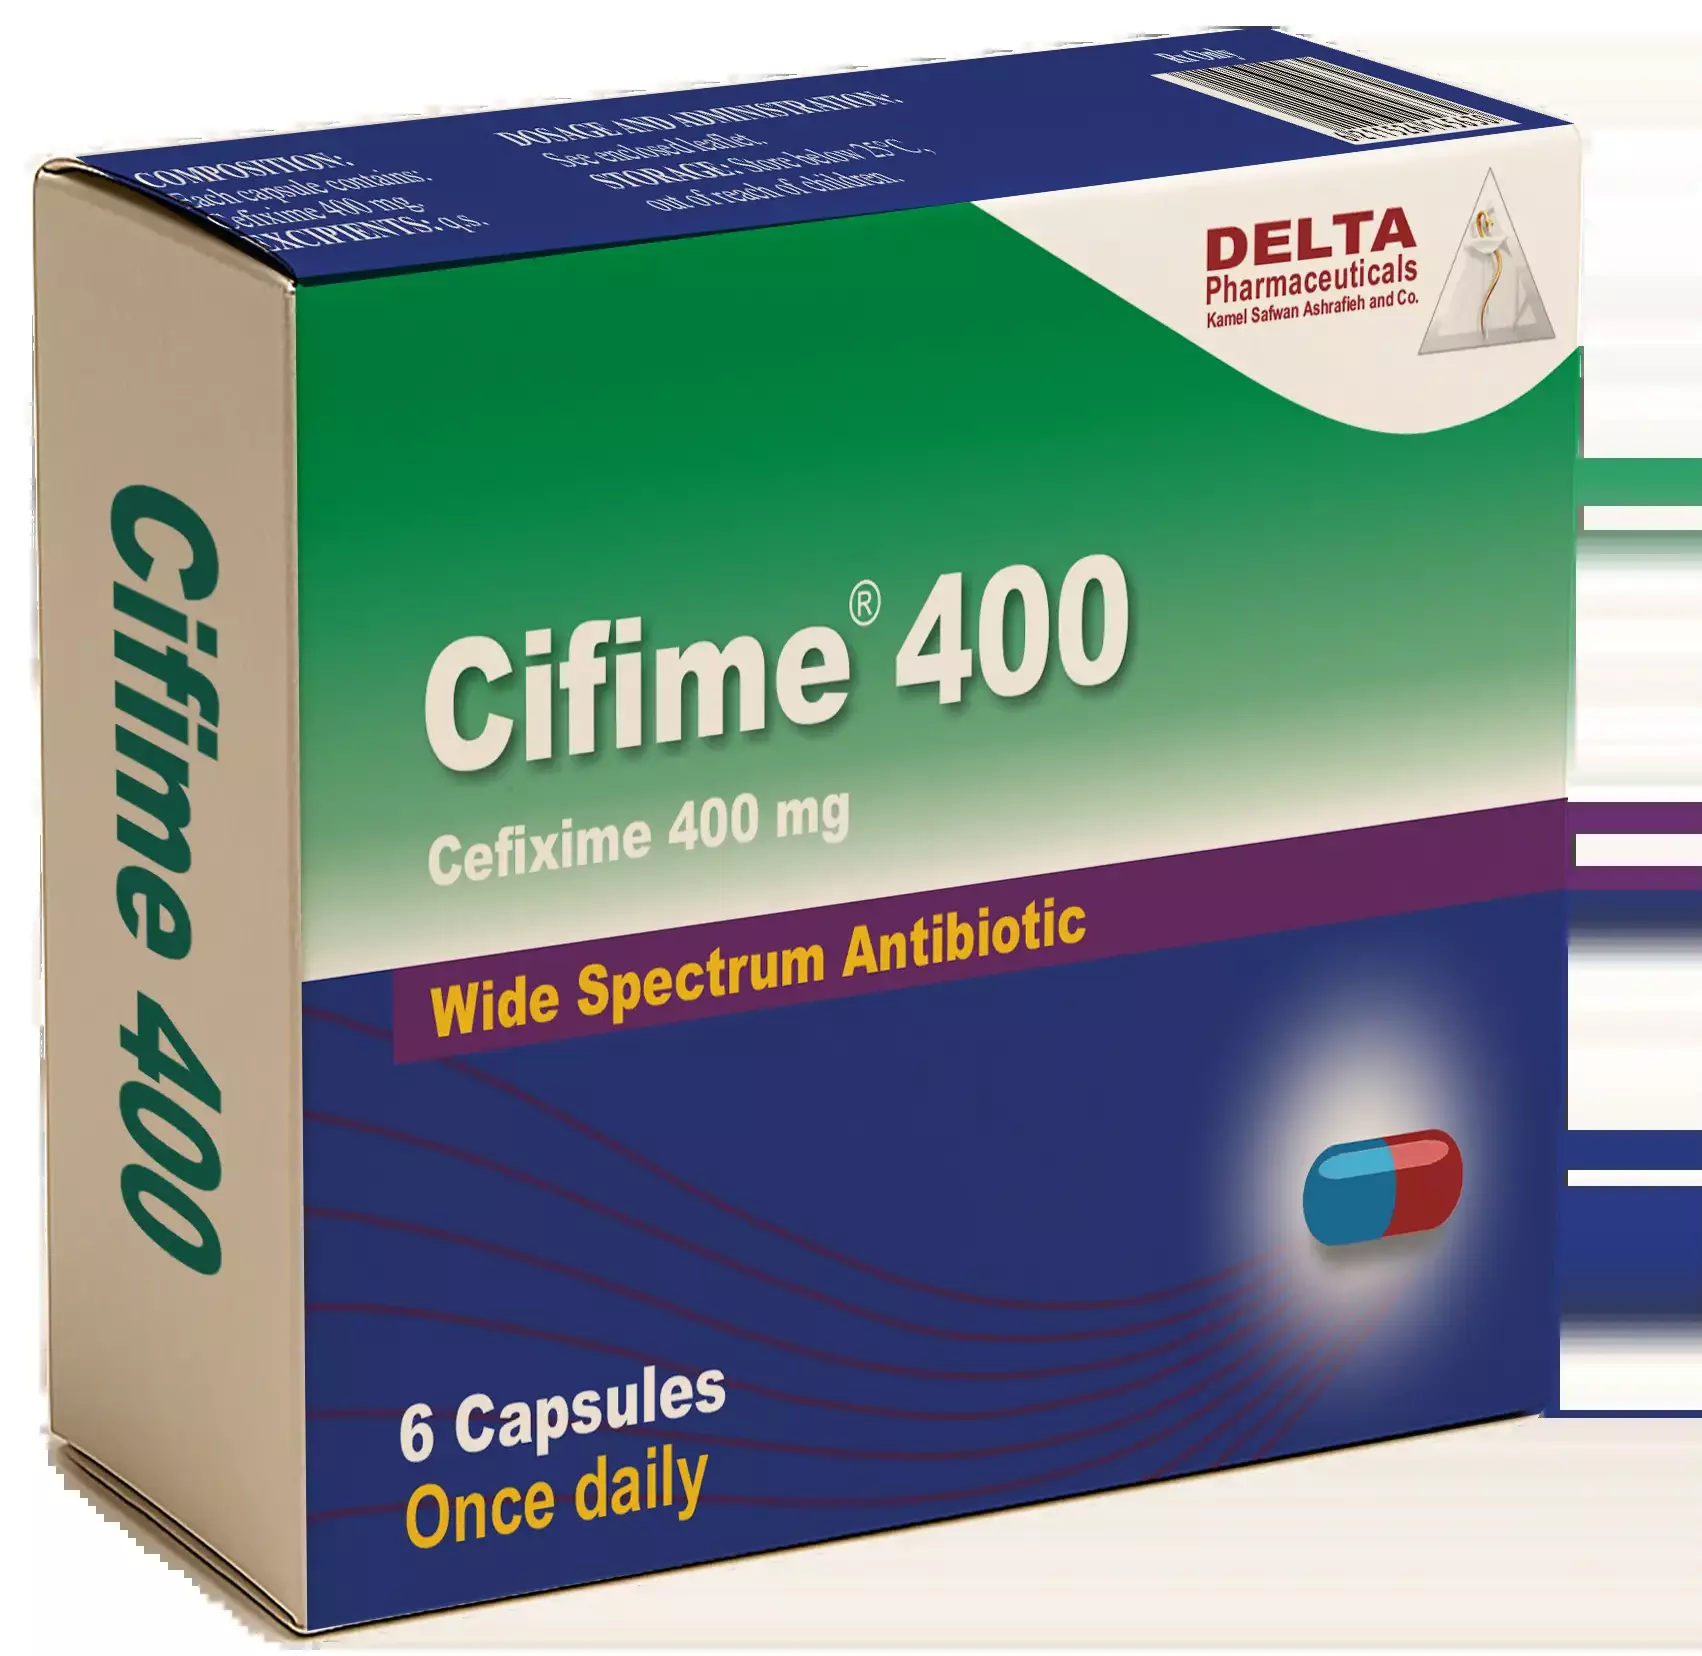 COMPOSITION:
Each capsule contains:
Cefixime 400 mg.
EXCIPIENTS: q.s.
DOSAGE AND ADMINISTRATION:
See enclosed leaflet.
STORAGE: Store below 25°C.,
out of reach of children.
Rx Only
DELTA
Pharmaceuticals
Kamel Safwan Ashrafieh and Co.
Cifime® 400
Cefixime 400 mg
Wide Spectrum Antibiotic
6 Capsules
Once daily
Cifime 400